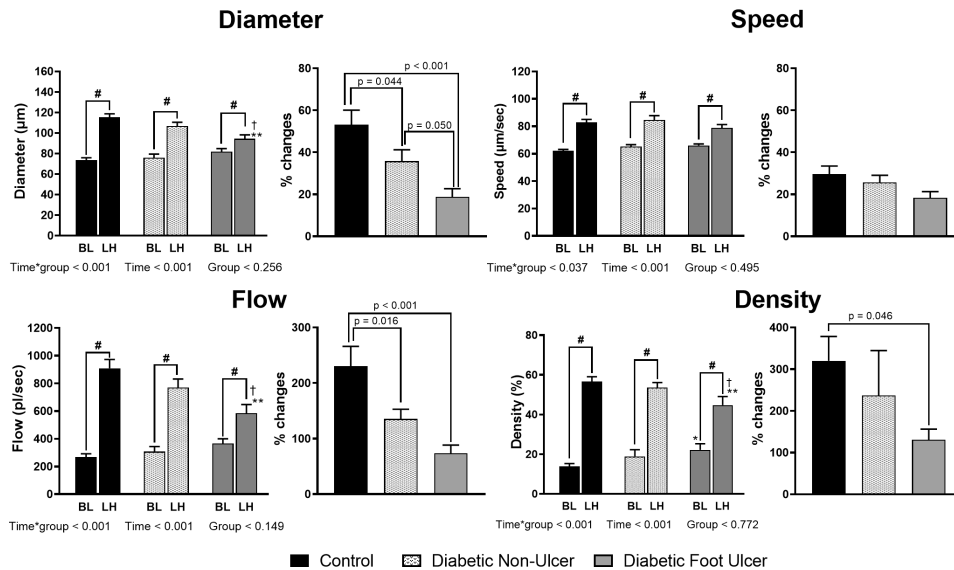 Diameter
Speed
Diameter (μm)
160
140
120
100
80
60
40
20
0
#
#
#
†
**
BL LH
BL LH
BL LH
Time*group < 0.001 Time < 0.001 Group < 0.256
% changes
80
60
40
20
0
p < 0.001
p = 0.044
p = 0.050
Speed (μm/sec)
120
100
80
60
40
20
0
#
#
#
BL LH
BL LH
BL LH
Time*group < 0.037 Time < 0.001 Group < 0.495
% changes
80
60
40
20
0
Flow
Density
Flow (pl/sec)
1200
1000
800
600
400
200
0
#
#
#
†
**
BL LH
BL LH
BL LH
Time*group < 0.001 Time < 0.001 Group < 0.149
% changes
300
200
100
0
p < 0.001
p = 0.016
Density (%)
80
60
40
20
0
#
#
#
†
**
*
BL LH
BL LH
BL LH
Time*group < 0.001 Time < 0.001 Group < 0.772
% changes
400
300
200
100
0
p = 0.046
Control Diabetic Non-Ulcer Diabetic Foot Ulcer